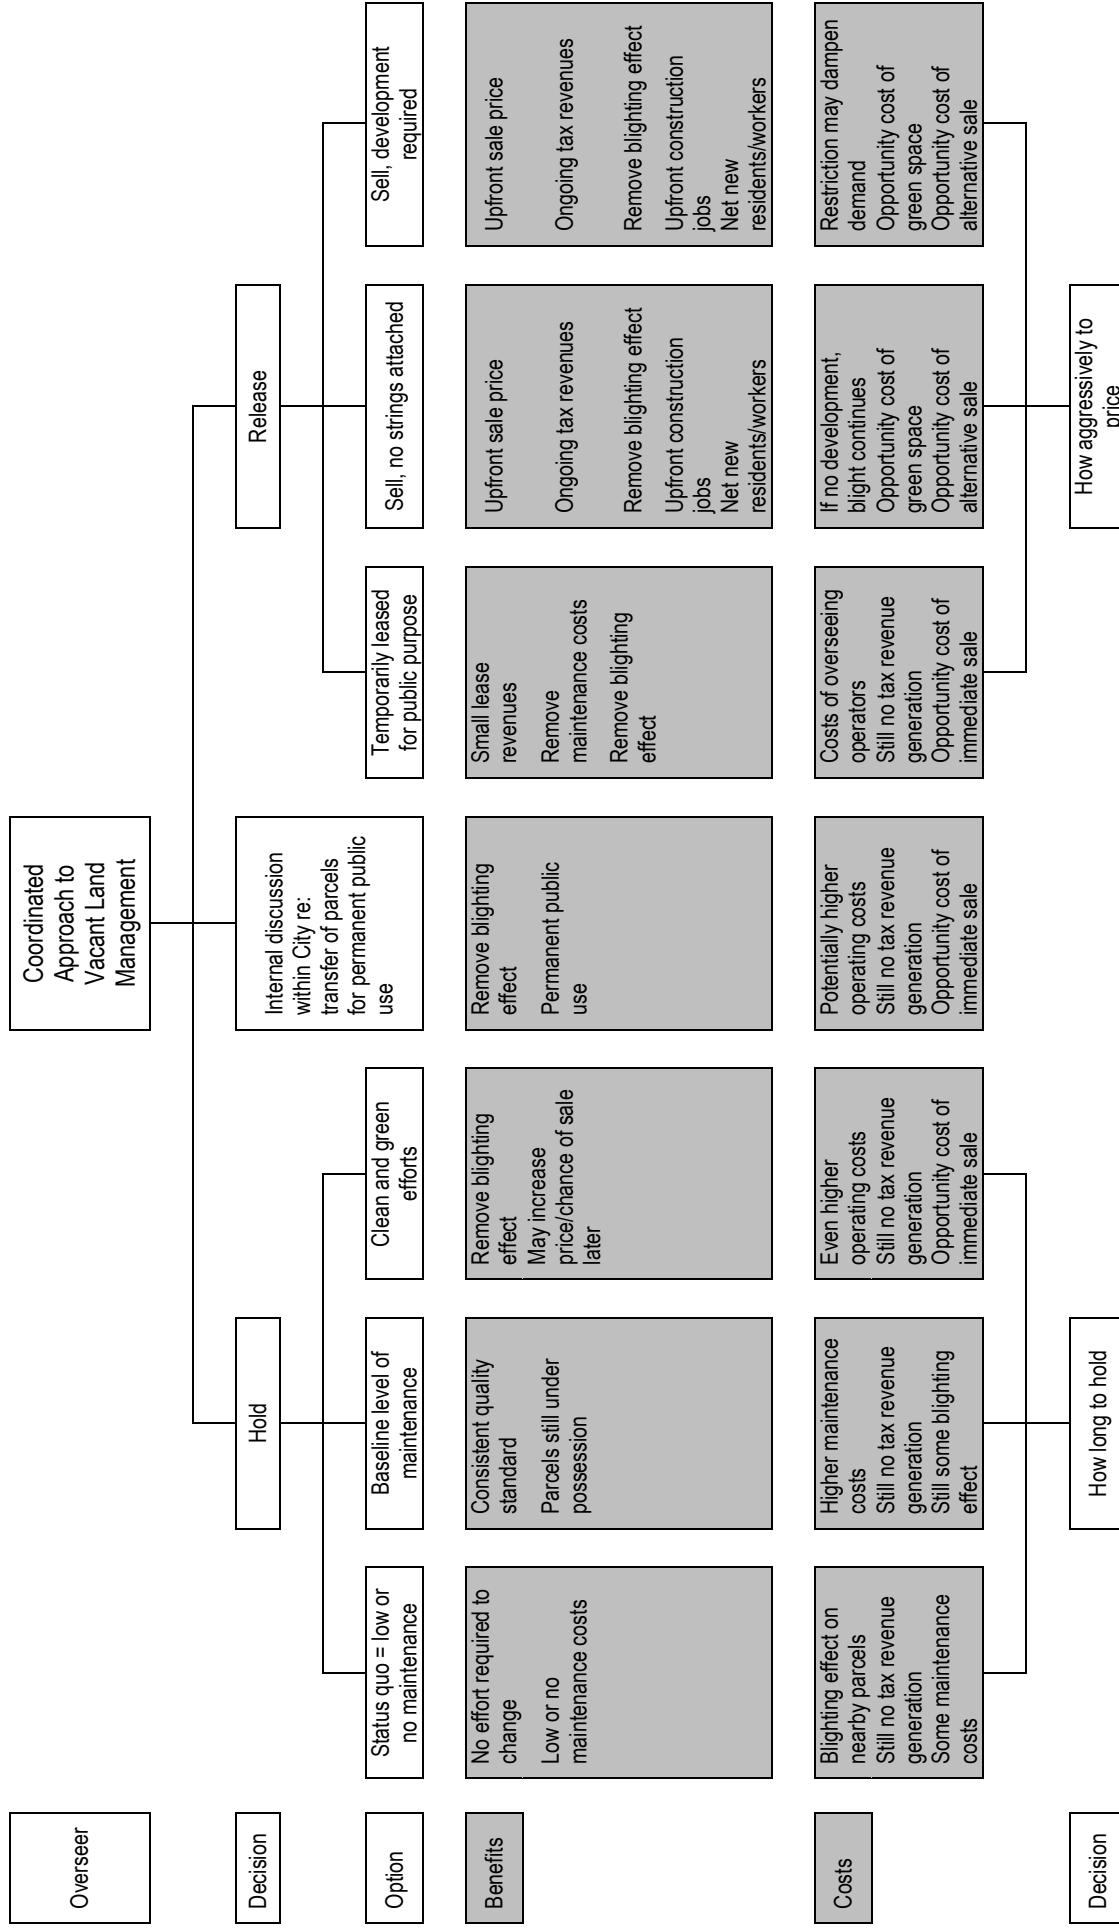 Overseer
Coordinated
Approach to
Vacant Land
Management
Decision
Hold
Internal discussion
within City re:
transfer of parcels
for permanent public
use
Release
Option
Status quo = low or
no maintenance
Baseline level of
maintenance
Clean and green
efforts
Temporarily leased
for public purpose
Sell, no strings attached
Sell, development
required
Benefits
No effort required to
change
Low or no
maintenance costs
Consistent quality
standard
Parcels still under
possession
Remove blighting
effect
May increase
price/chance of sale
later
Remove blighting
effect
Permanent public
use
Small lease
revenues
Remove
maintenance costs
Remove blighting
effect
Upfront sale price
Ongoing tax revenues
Remove blighting effect
Upfront construction
jobs
Net new
residents/workers
Upfront sale price
Ongoing tax revenues
Remove blighting effect
Upfront construction
jobs
Net new
residents/workers
Costs
Blighting effect on
nearby parcels
Still no tax revenue
generation
Some maintenance
costs
Higher maintenance
costs
Still no tax revenue
generation
Still some blighting
effect
Even higher
operating costs
Still no tax revenue
generation
Opportunity cost of
immediate sale
Potentially higher
operating costs
Still no tax revenue
generation
Opportunity cost of
immediate sale
Costs of overseeing
operators
Still no tax revenue
generation
Opportunity cost of
immediate sale
If no development,
blight continues
Opportunity cost of
green space
Opportunity cost of
alternative sale
Restriction may dampen
demand
Opportunity cost of
green space
Opportunity cost of
alternative sale
Decision
How long to hold
How aggressively to
price